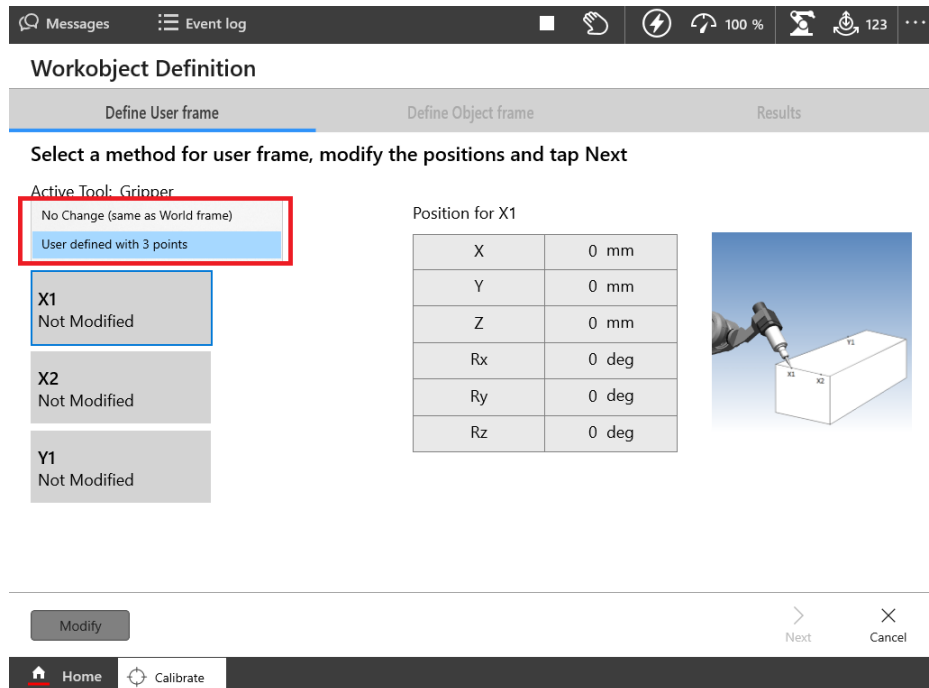 Messages
Event log
100 %
123
...
Workobject Definition
Define User frame
Define Object frame
Results
Select a method for user frame, modify the positions and tap Next
Active Tool: Gripper
No Change (same as World frame)
User defined with 3 points
X1
Not Modified
X2
Not Modified
Y1
Not Modified
Position for X1
X 0 mm
Y 0 mm
Z 0 mm
Rx 0 deg
Ry 0 deg
Rz 0 deg
Y1
X1 X2
Modify
Next
Cancel
Home
Calibrate